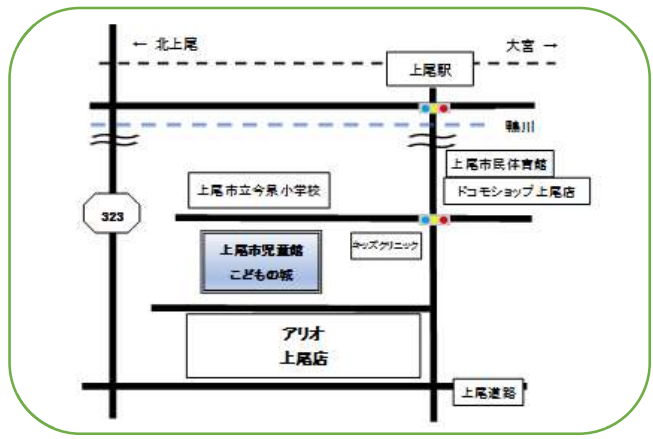 ← 北上尾
大宮 →
上尾駅
鴨川
上尾市民体育館
ドコモショップ上尾店
上尾市立今泉小学校
323
上尾市児童館
こどもの城
キッズクリニック
アリオ
上尾店
上尾道路